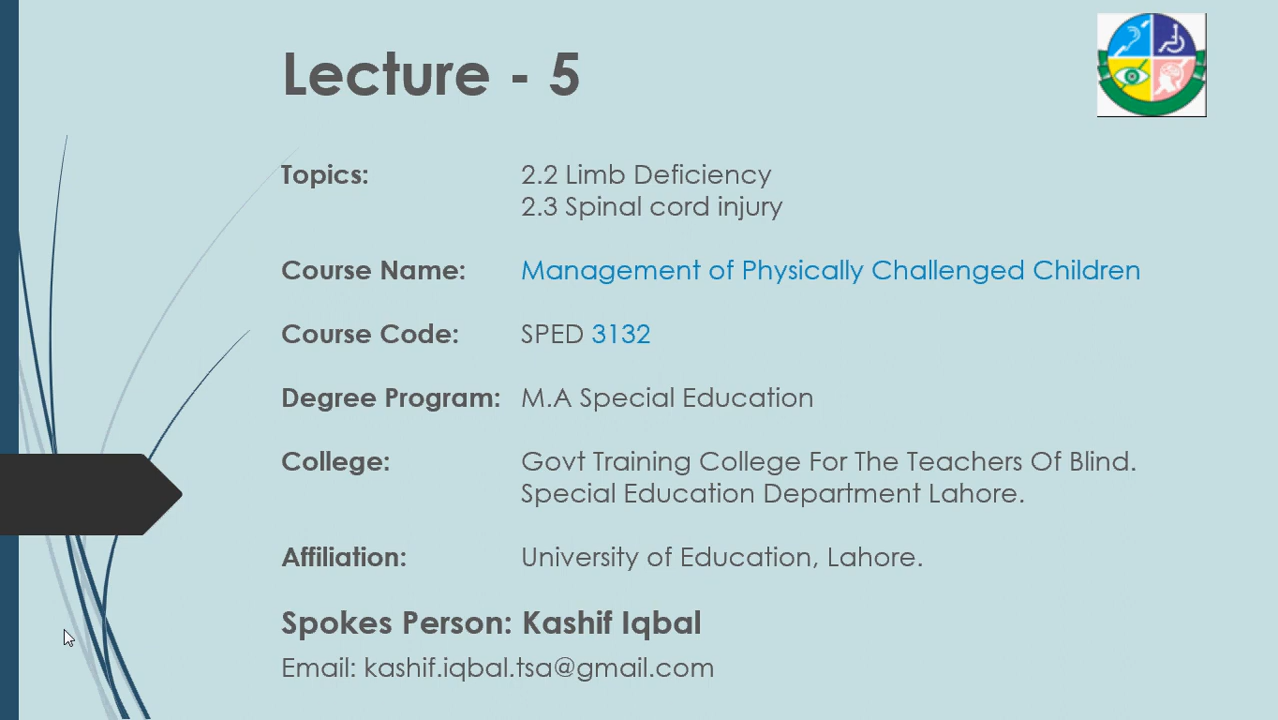 Lecture - 5
Topics: 2.2 Limb Deficiency
2.3 Spinal cord injury
Course Name: Management of Physically Challenged Children
Course Code: SPED 3132
Degree Program: M.A Special Education
College: Govt Training College For The Teachers Of Blind.
Special Education Department Lahore.
Affiliation: University of Education, Lahore.
Spokes Person: Kashif Iqbal
Email: kashif.iqbal.tsa@gmail.com